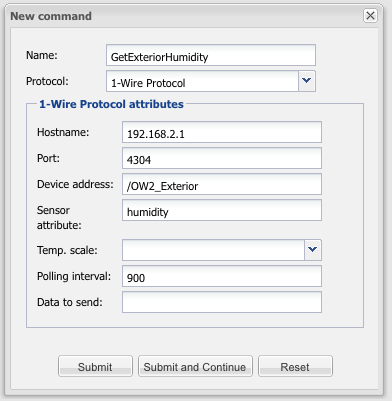 New command
Name: GetExteriorHumidity
Protocol: 1-Wire Protocol
1-Wire Protocol attributes
Hostname: 192.168.2.1
Port: 4304
Device address: /OW2_Exterior
Sensor attribute: humidity
Temp. scale:
Polling interval: 900
Data to send:
Submit Submit and Continue Reset